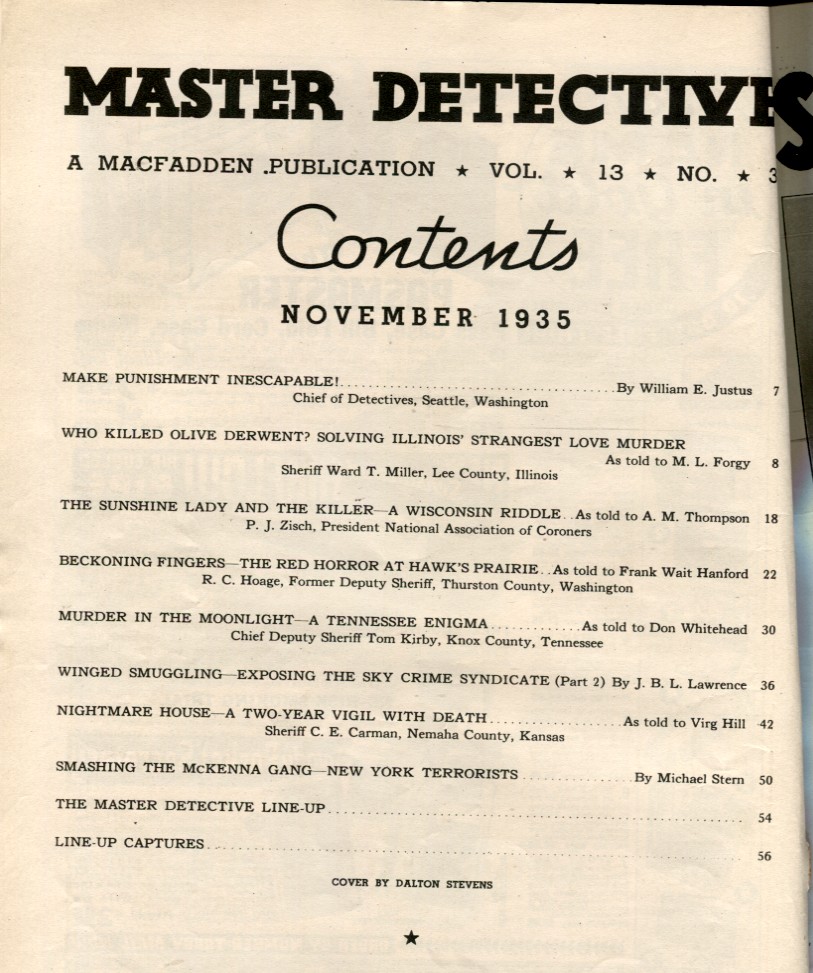 MASTER DETECTIVE
A MACFADDEN PUBLICATION ★ VOL. ★ 13 ★ NO. ★ 3
Contents
NOVEMBER 1935
MAKE PUNISHMENT INESCAPABLE!..........By William E. Justus 7
Chief of Detectives, Seattle, Washington
WHO KILLED OLIVE DERWENT? SOLVING ILLINOIS' STRANGEST LOVE MURDER
As told to M. L. Forgy 8
Sheriff Ward T. Miller, Lee County, Illinois
THE SUNSHINE LADY AND THE KILLER—A WISCONSIN RIDDLE..As told to A. M. Thompson 18
P. J. Zisch, President National Association of Coroners
BECKONING FINGERS—THE RED HORROR AT HAWK'S PRAIRIE..As told to Frank Wait Hanford 22
R. C. Hoage, Former Deputy Sheriff, Thurston County, Washington
MURDER IN THE MOONLIGHT—A TENNESSEE ENIGMA............As told to Don Whitehead 30
Chief Deputy Sheriff Tom Kirby, Knox County, Tennessee
WINGED SMUGGLING—EXPOSING THE SKY CRIME SYNDICATE (Part 2) By J. B. L. Lawrence 36
NIGHTMARE HOUSE—A TWO-YEAR VIGIL WITH DEATH..................As told to Virg Hill 42
Sheriff C. E. Carman, Nemaha County, Kansas
SMASHING THE McKENNA GANG—NEW YORK TERRORISTS...............By Michael Stern 50
THE MASTER DETECTIVE LINE-UP.......... 54
LINE-UP CAPTURES.......... 56
COVER BY DALTON STEVENS
★
S